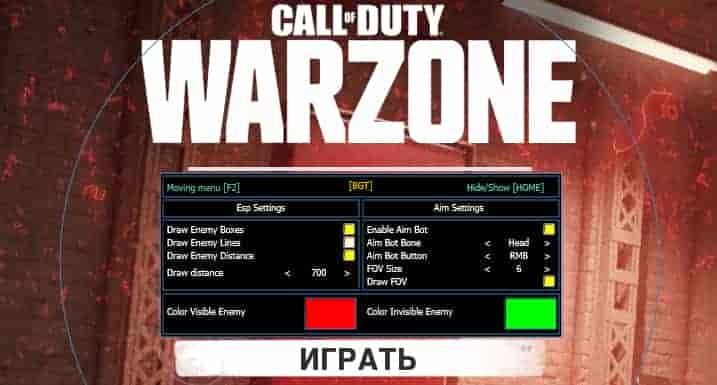 CALL OF DUTY
WARZONE
Moving menu [F2] [BGT] Hide/Show [HOME]
Esp Settings Aim Settings
Draw Enemy Boxes Enable Aim Bot
Draw Enemy Lines Aim Bot Bone < Head >
Draw Enemy Distance Aim Bot Button < RMB >
Draw distance < 700 > FOV Size < 6 >
Draw FOV
Color Visible Enemy Color Invisible Enemy
ИГРАТЬ